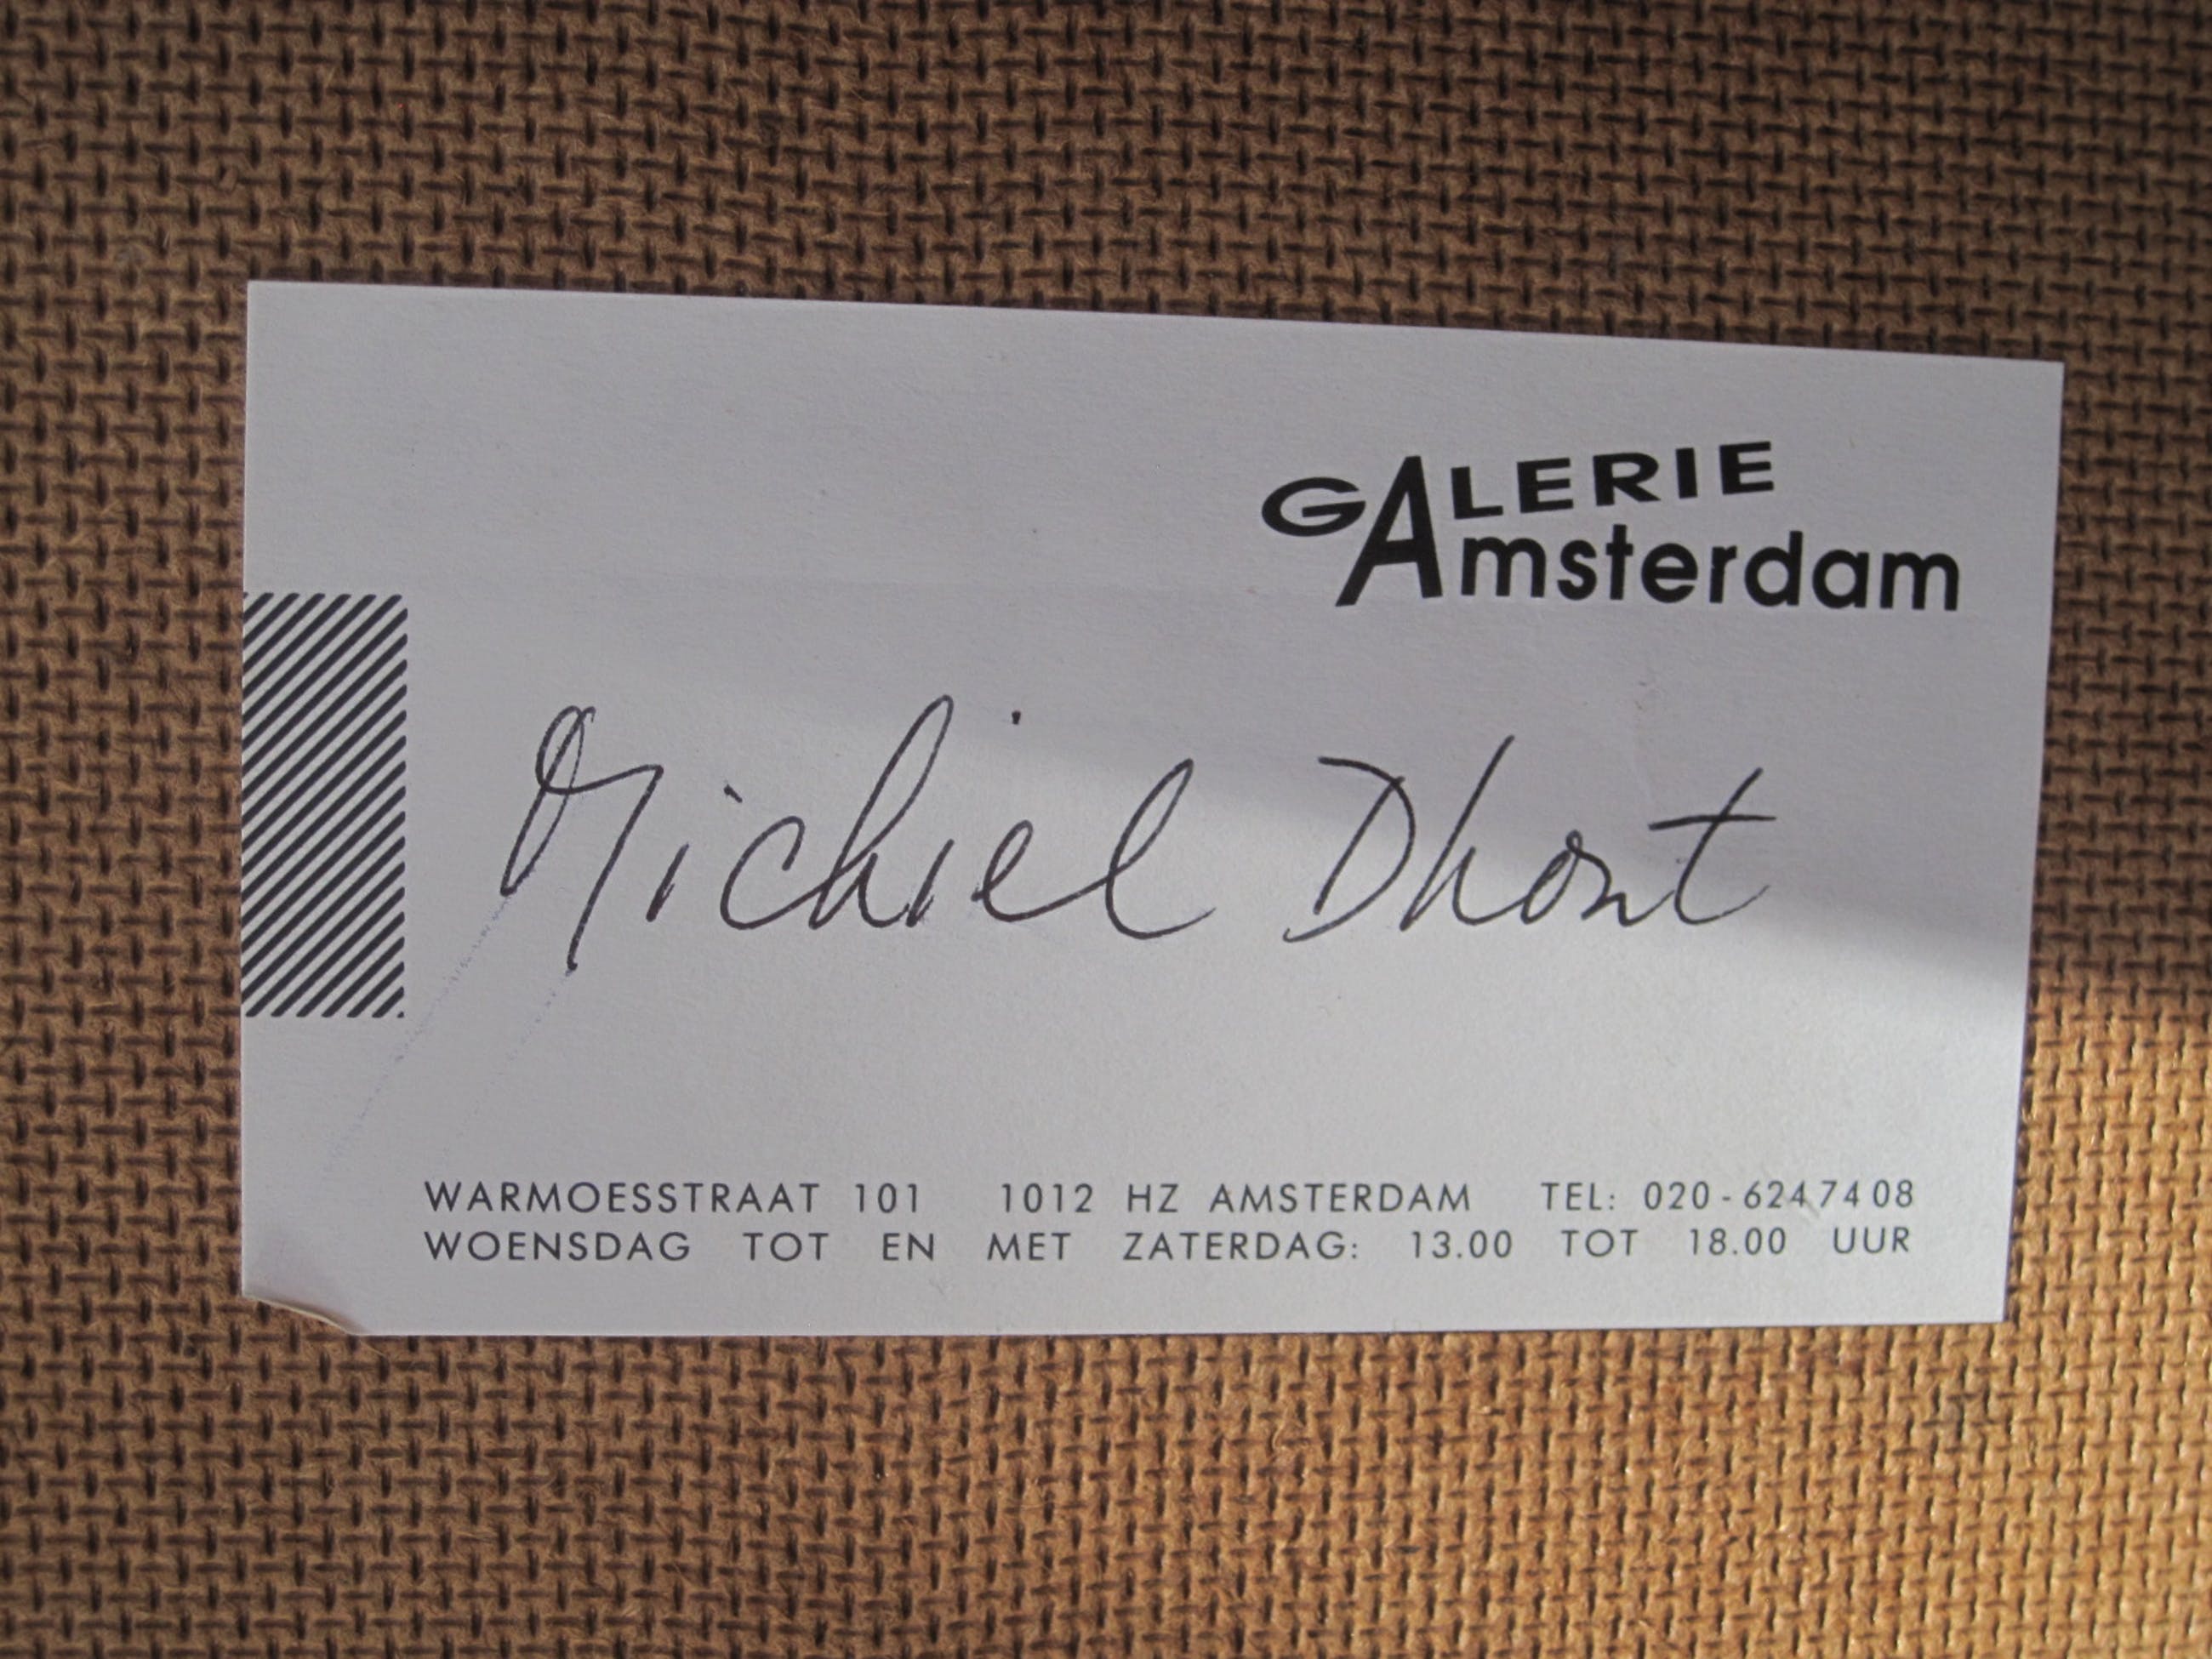 GALERIE
Amsterdam
Michiel Dhont
WARMOESSTRAAT 101 1012 HZ AMSTERDAM TEL: 020-6247408
WOENSDAG TOT EN MET ZATERDAG: 13.00 TOT 18.00 UUR